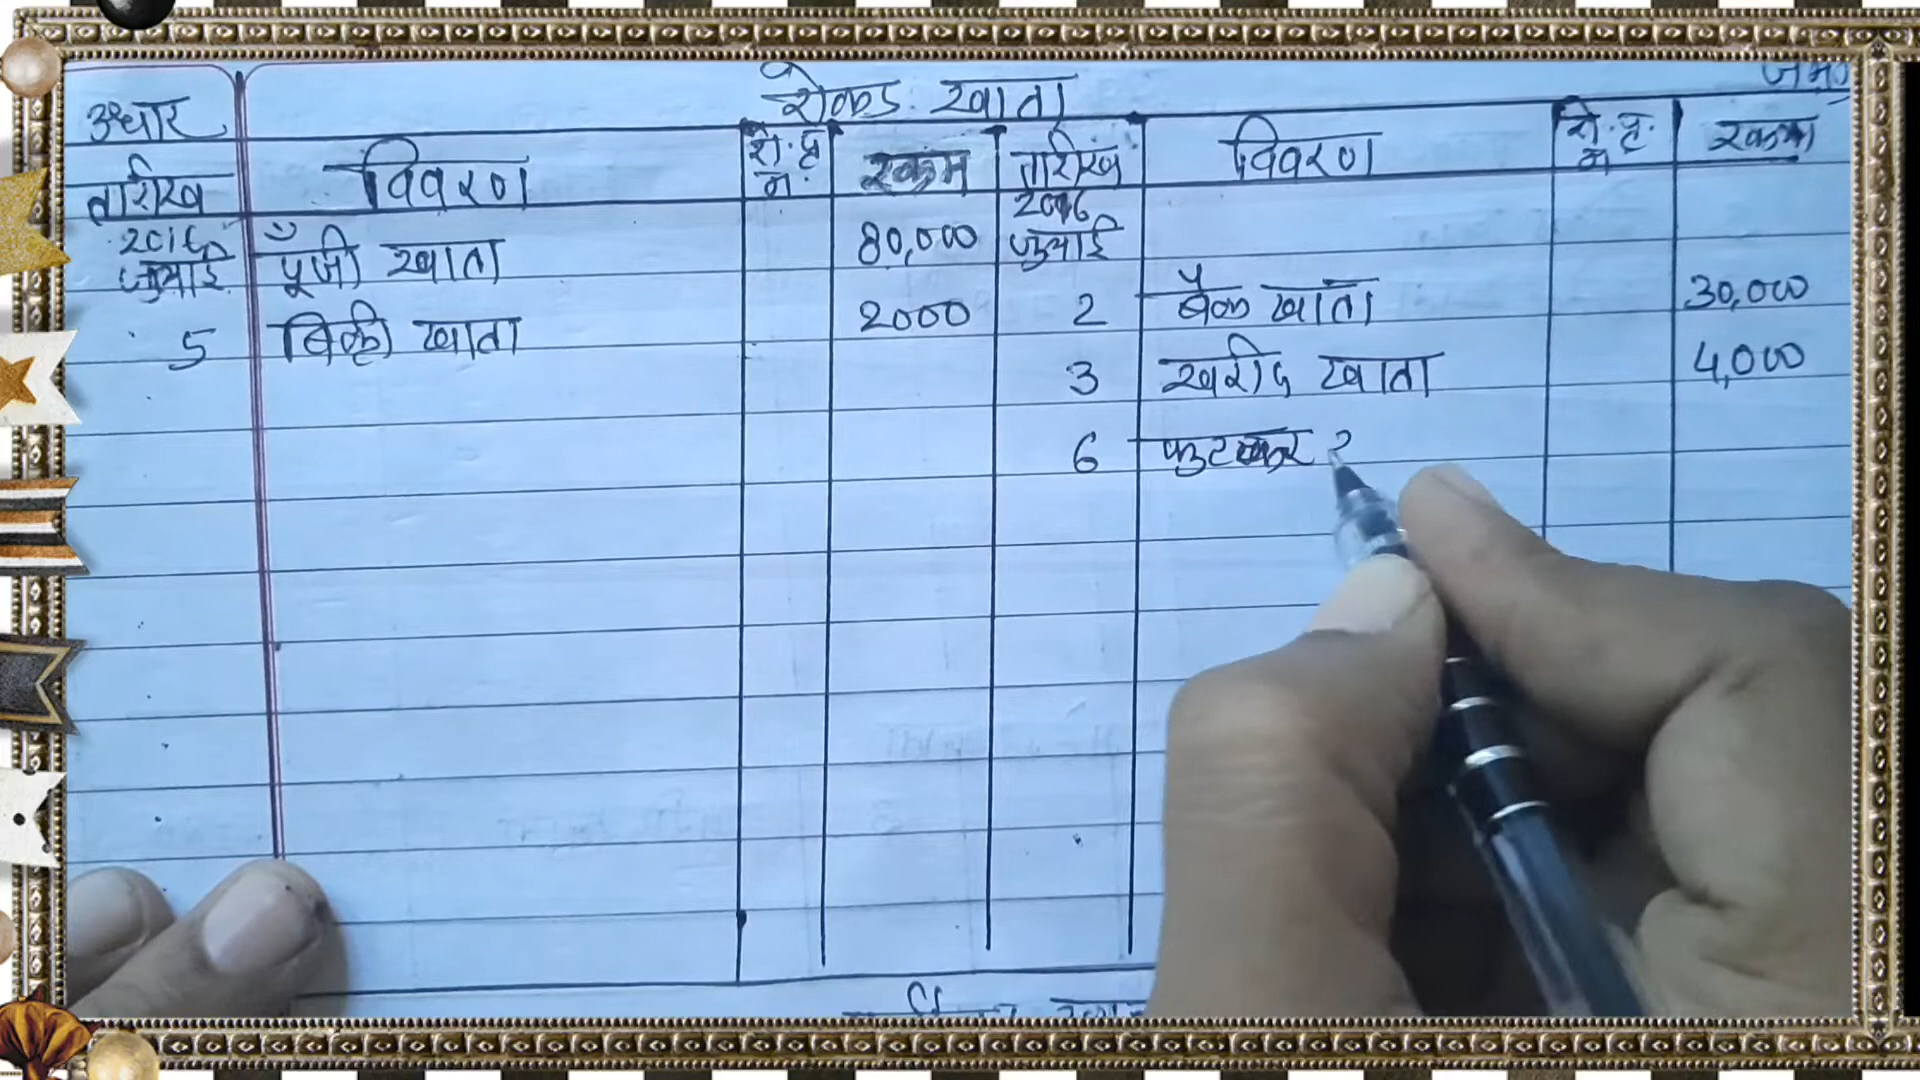 रोकड खाता
उधार
जमा
तारीख विवरण रो. पृ. न. रकम तारीख विवरण रो. पृ. न. रकम
2016 2016
जुलाई पूँजी खाता 80,000 जुलाई
2 बैंक खाता 30,000
5 बिक्री खाता 2000
3 खरीद खाता 4,000
6 फुटकर